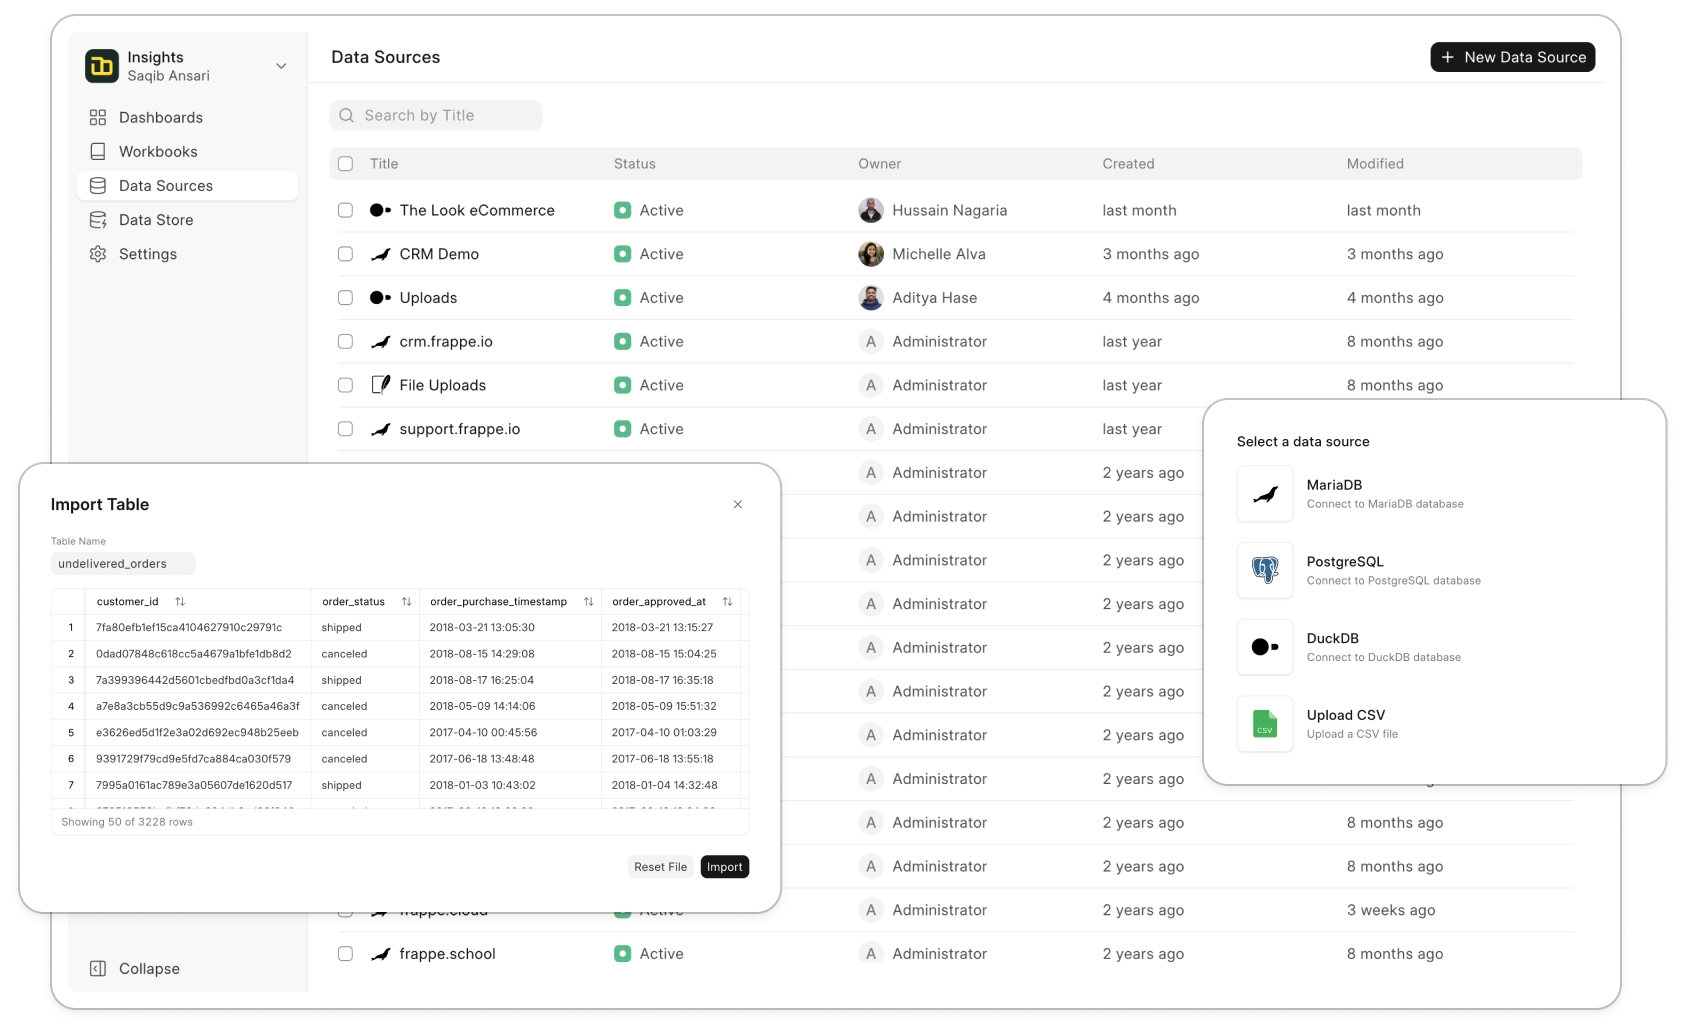 Insights
Saqib Ansari
Dashboards
Workbooks
Data Sources
Data Store
Settings
Collapse
Data Sources
+ New Data Source
Search by Title
Title Status Owner Created Modified
The Look eCommerce Active Hussain Nagaria last month last month
CRM Demo Active Michelle Alva 3 months ago 3 months ago
Uploads Active Aditya Hase 4 months ago 4 months ago
crm.frappe.io Active A Administrator last year 8 months ago
File Uploads Active A Administrator last year 8 months ago
support.frappe.io Active A Administrator last year
A Administrator 2 years ago
A Administrator 2 years ago
A Administrator 2 years ago
A Administrator 2 years ago
A Administrator 2 years ago
A Administrator 2 years ago
A Administrator 2 years ago
A Administrator 2 years ago
A Administrator 2 years ago 8 months ago
A Administrator 2 years ago 8 months ago
frappe.cloud Active A Administrator 2 years ago 3 weeks ago
frappe.school Active A Administrator 2 years ago 8 months ago
Import Table
Table Name
undelivered_orders
customer_id order_status order_purchase_timestamp order_approved_at
1 7fa80efb1ef15ca4104627910c29791c shipped 2018-03-21 13:05:30 2018-03-21 13:15:27
2 0dad07848c618cc5a4679a1bfe1db8d2 canceled 2018-08-15 14:29:08 2018-08-15 15:04:25
3 7a399396442d5601cbedfbd0a3cf1da4 shipped 2018-08-17 16:25:04 2018-08-17 16:35:18
4 a7e8a3cb55d9c9a536992c6465a46a3f canceled 2018-05-09 14:14:06 2018-05-09 15:51:32
5 e3626ed5d1f2e3a02d692ec948b25eeb canceled 2017-04-10 00:45:56 2017-04-10 01:03:29
6 9391729f79cd9e5fd7ca884ca030f579 canceled 2017-06-18 13:48:48 2017-06-18 13:55:18
7 7995a0161ac789e3a05607de1620d517 shipped 2018-01-03 10:43:02 2018-01-04 14:32:48
Showing 50 of 3228 rows
Reset File Import
Select a data source
MariaDB
Connect to MariaDB database
PostgreSQL
Connect to PostgreSQL database
DuckDB
Connect to DuckDB database
CSV
Upload CSV
Upload a CSV file